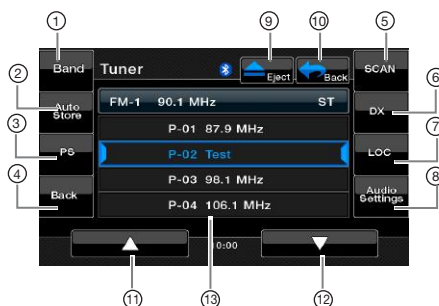 ① ⑨ ⑩ ⑤
Band Tuner Eject Back SCAN
② Auto Store FM-1 90.1 MHz ST DX ⑥
③ PS P-01 87.9 MHz LOC ⑦
P-02 Test
④ Back P-03 98.1 MHz Audio Settings ⑧
P-04 106.1 MHz
10:00
⑪ ⑬ ⑫